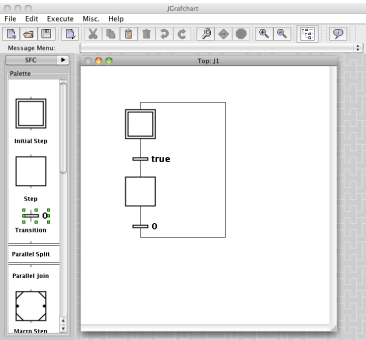 JGrafchart
File Edit Execute Misc. Help
Message Menu:
SFC
Top: J1
Palette
Initial Step
Step
0
Transition
Parallel Split
Parallel Join
Macro Step
true
0